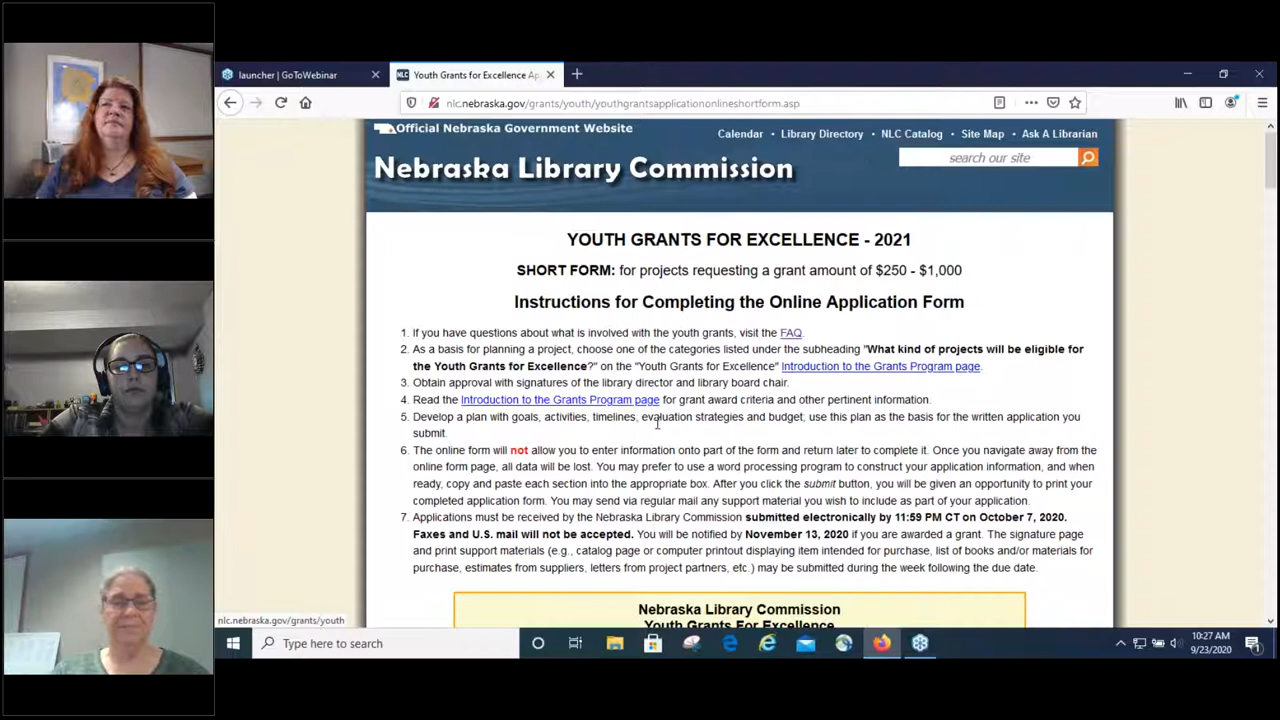 launcher | GoToWebinar
Youth Grants for Excellence Ap
nlc.nebraska.gov/grants/youth/youthgrantsapplicationonlineshortform.asp
Official Nebraska Government Website
Calendar • Library Directory • NLC Catalog • Site Map • Ask A Librarian
Nebraska Library Commission
search our site
YOUTH GRANTS FOR EXCELLENCE - 2021
SHORT FORM: for projects requesting a grant amount of $250 - $1,000
Instructions for Completing the Online Application Form
1. If you have questions about what is involved with the youth grants, visit the FAQ.
2. As a basis for planning a project, choose one of the categories listed under the subheading "What kind of projects will be eligible for
the Youth Grants for Excellence?" on the "Youth Grants for Excellence" Introduction to the Grants Program page.
3. Obtain approval with signatures of the library director and library board chair.
4. Read the Introduction to the Grants Program page for grant award criteria and other pertinent information.
5. Develop a plan with goals, activities, timelines, evaluation strategies and budget; use this plan as the basis for the written application you
submit.
6. The online form will not allow you to enter information onto part of the form and return later to complete it. Once you navigate away from the
online form page, all data will be lost. You may prefer to use a word processing program to construct your application information, and when
ready, copy and paste each section into the appropriate box. After you click the submit button, you will be given an opportunity to print your
completed application form. You may send via regular mail any support material you wish to include as part of your application.
7. Applications must be received by the Nebraska Library Commission submitted electronically by 11:59 PM CT on October 7, 2020.
Faxes and U.S. mail will not be accepted. You will be notified by November 13, 2020 if you are awarded a grant. The signature page
and print support materials (e.g., catalog page or computer printout displaying item intended for purchase, list of books and/or materials for
purchase, estimates from suppliers, letters from project partners, etc.) may be submitted during the week following the due date.
Nebraska Library Commission
Youth Grants For Excellence
nlc.nebraska.gov/grants/youth
Type here to search
10:27 AM
9/23/2020